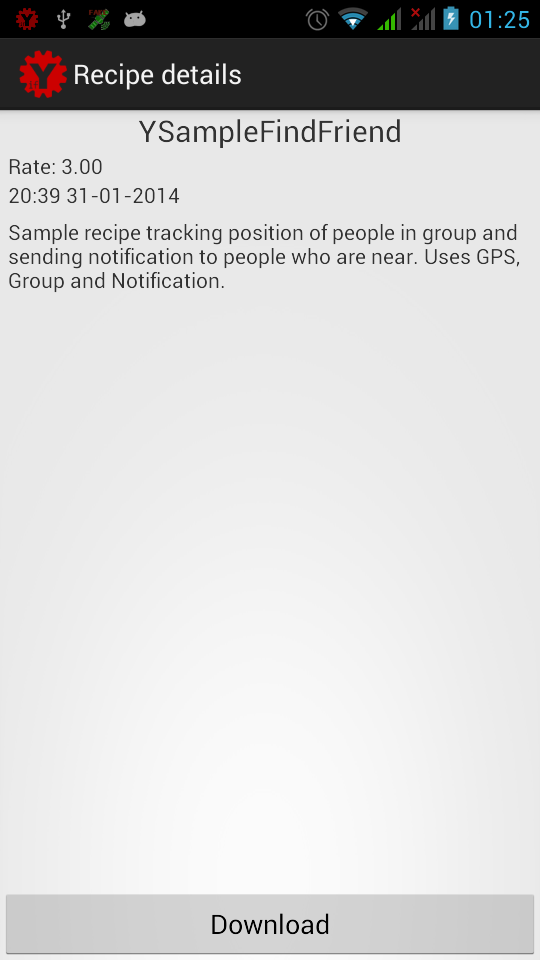 01:25
Recipe details
YSampleFindFriend
Rate: 3.00
20:39 31-01-2014
Sample recipe tracking position of people in group and
sending notification to people who are near. Uses GPS,
Group and Notification.
Download